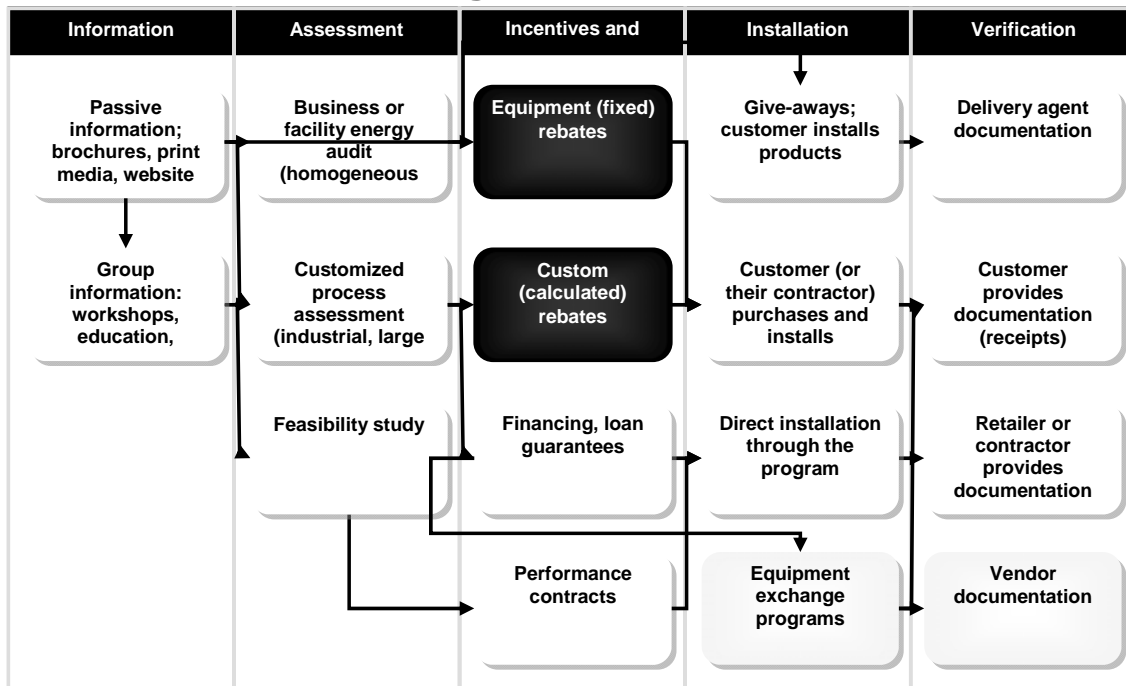 Information
Assessment
Incentives and
Installation
Verification
Passive
information;
brochures, print
media, website
Business or
facility energy
audit
(homogeneous
Equipment (fixed)
rebates
Give-aways;
customer installs
products
Delivery agent
documentation
Group
information:
workshops,
education,
Customized
process
assessment
(industrial, large
Custom
(calculated)
rebates
Customer (or
their contractor)
purchases and
installs
Customer
provides
documentation
(receipts)
Feasibility study
Financing, loan
guarantees
Direct installation
through the
program
Retailer or
contractor
provides
documentation
Performance
contracts
Equipment
exchange
programs
Vendor
documentation